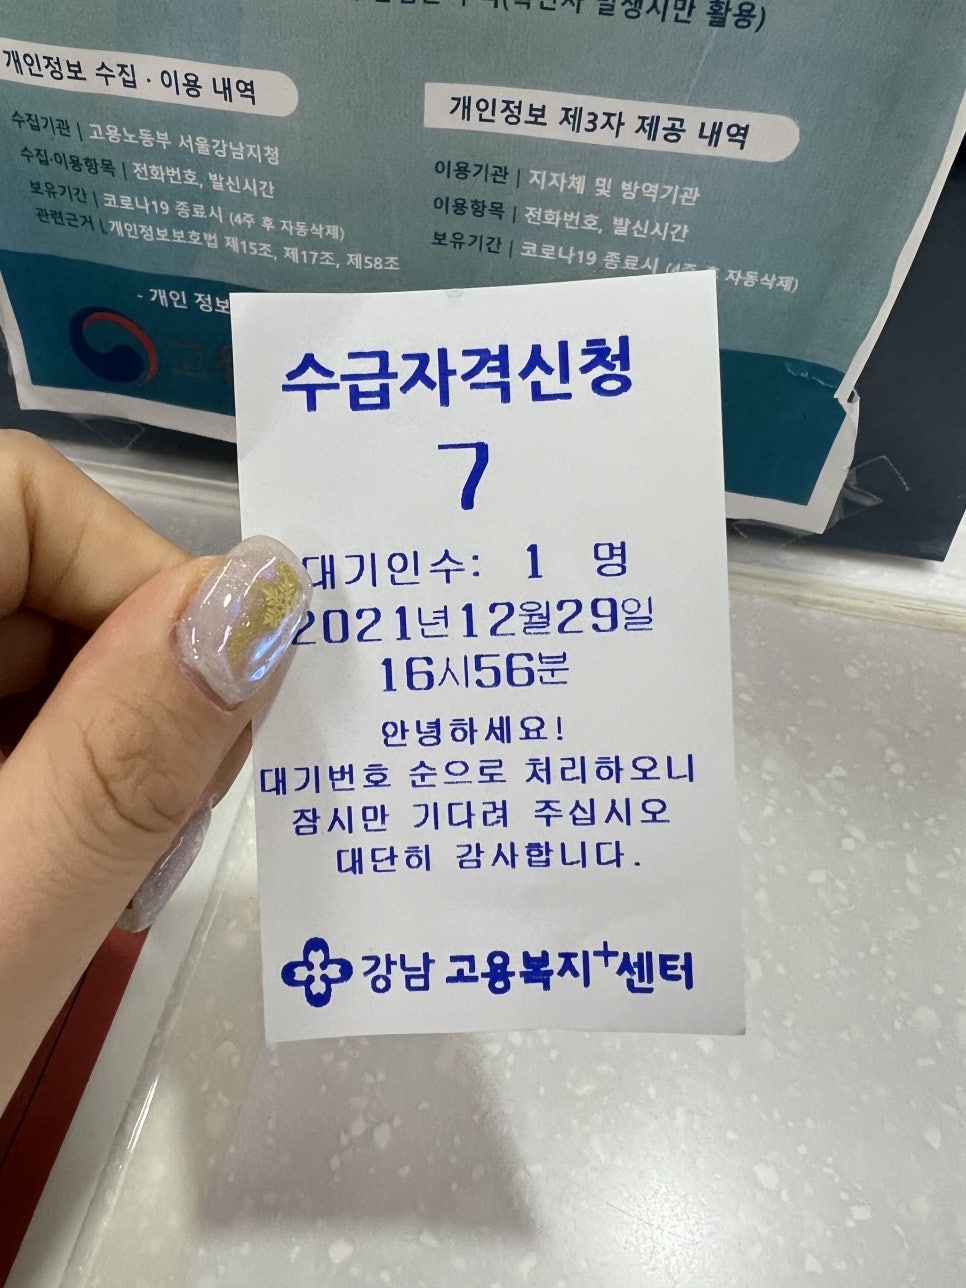 발생시만 활용)
개인정보 수집 · 이용 내역
수집기관 | 고용노동부 서울강남지청
수집·이용항목 | 전화번호, 발신시간
보유기간 | 코로나19 종료시 (4주 후 자동삭제)
관련근거 | 개인정보보호법 제15조, 제17조, 제58조
- 개인 정보
개인정보 제3자 제공 내역
이용기관 | 지자체 및 방역기관
이용항목 | 전화번호, 발신시간
보유기간 | 코로나19 종료시 (4주 후 자동삭제)
수급자격신청
7
대기인수: 1 명
2021년12월29일
16시56분
안녕하세요!
대기번호 순으로 처리하오니
잠시만 기다려 주십시오
대단히 감사합니다.
강남 고용복지+센터